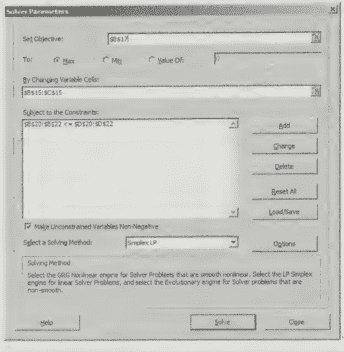 Solver Parameters
Set Objective: $B$17
To: Max Min Value Of: 0
By Changing Variable Cells:
$B$15:$C$15
Subject to the Constraints:
$B$20:$B$22 <= $D$20:$D$22
Add
Change
Delete
Reset All
Load/Save
Make Unconstrained Variables Non-Negative
Select a Solving Method: Simplex LP
Options
Solving Method
Select the GRG Nonlinear engine for Solver Problems that are smooth nonlinear. Select the LP Simplex
engine for linear Solver Problems, and select the Evolutionary engine for Solver problems that are
non-smooth.
Help
Solve
Close